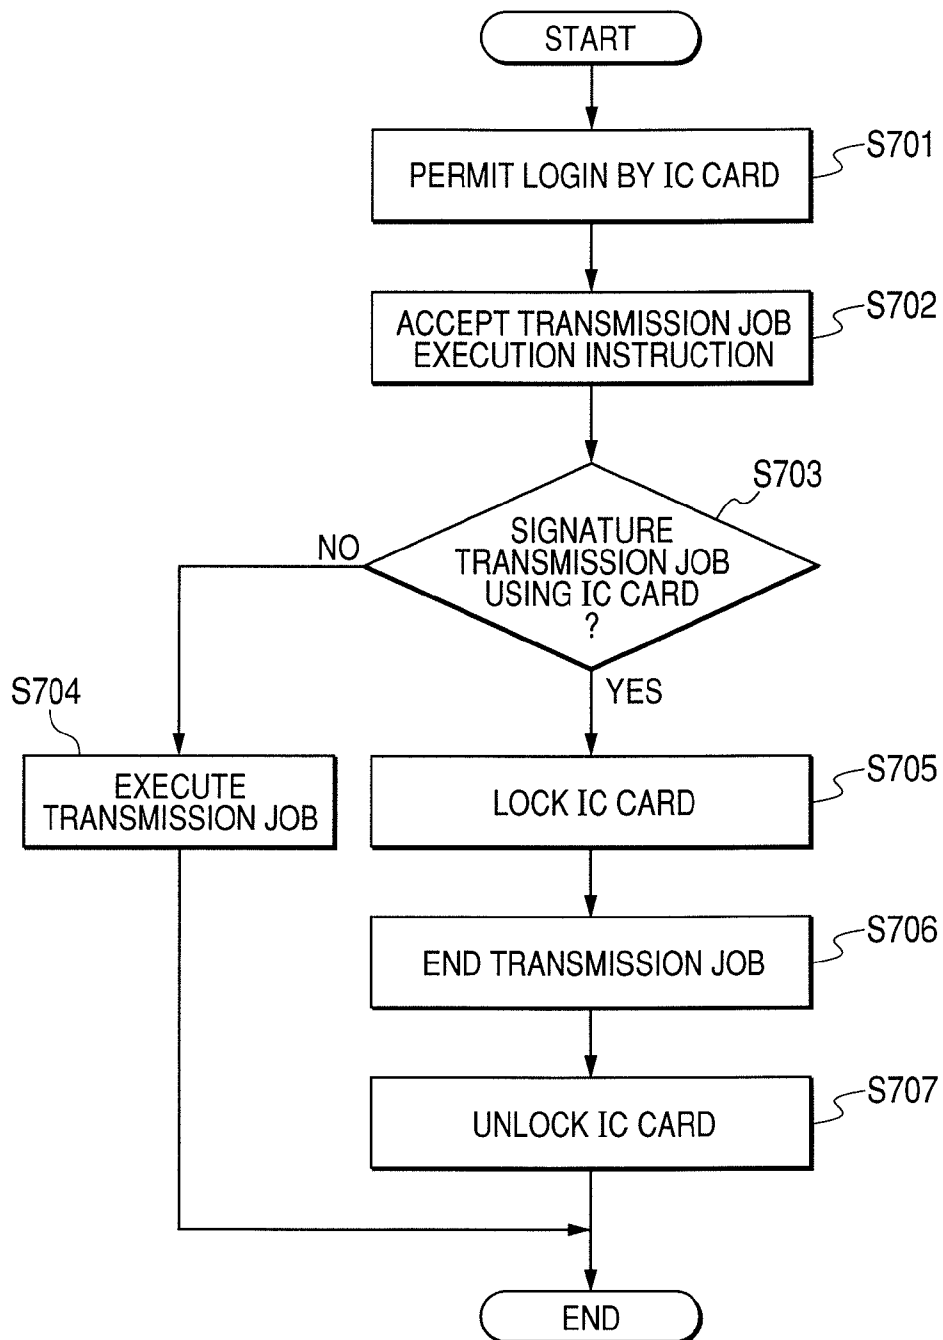 START
PERMIT LOGIN BY IC CARD
S701
ACCEPT TRANSMISSION JOB
EXECUTION INSTRUCTION
S702
SIGNATURE
TRANSMISSION JOB
USING IC CARD
?
S703
NO
YES
S704
EXECUTE
TRANSMISSION JOB
LOCK IC CARD
S705
END TRANSMISSION JOB
S706
UNLOCK IC CARD
S707
END